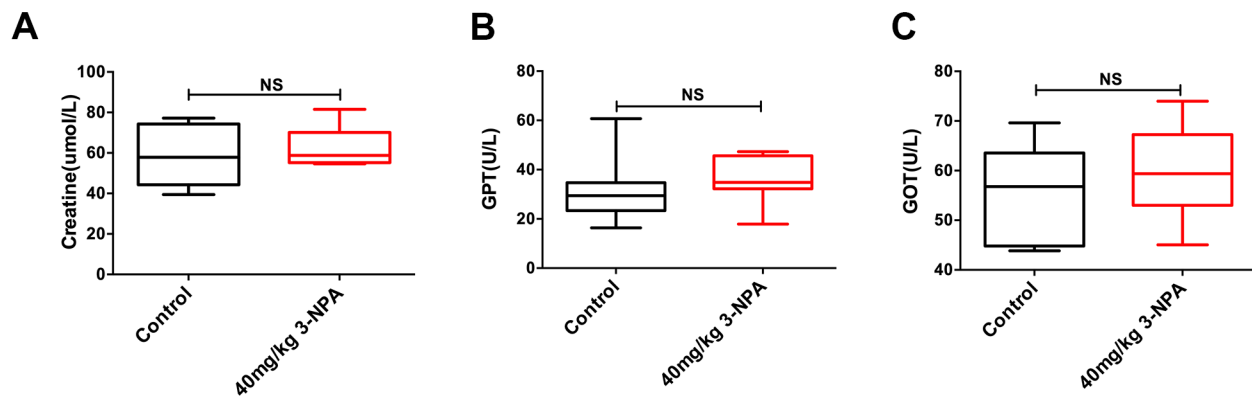 A
Creatine(umol/L)
100
80
60
40
20
0
NS
Control
40mg/kg 3-NPA
B
GPT(U/L)
80
60
40
20
0
NS
Control
40mg/kg 3-NPA
C
GOT(U/L)
80
70
60
50
40
NS
Control
40mg/kg 3-NPA